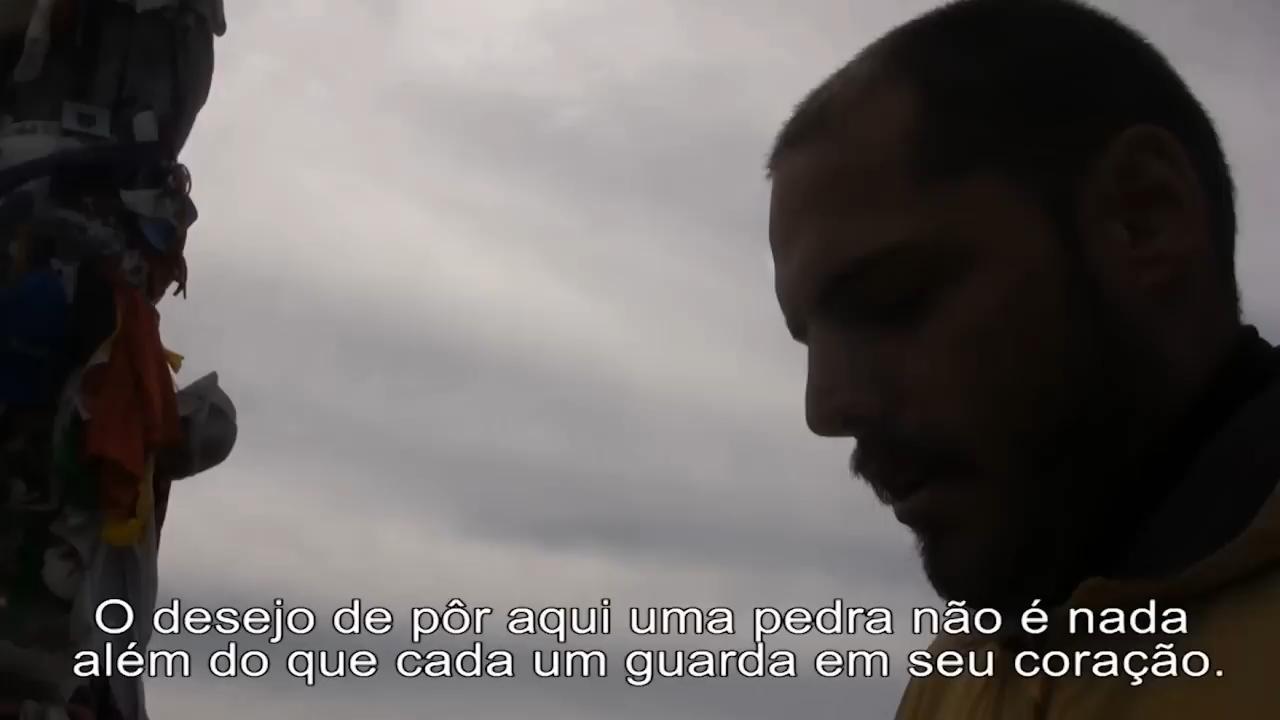 O desejo de pôr aqui uma pedra não é nada
além do que cada um guarda em seu coração.